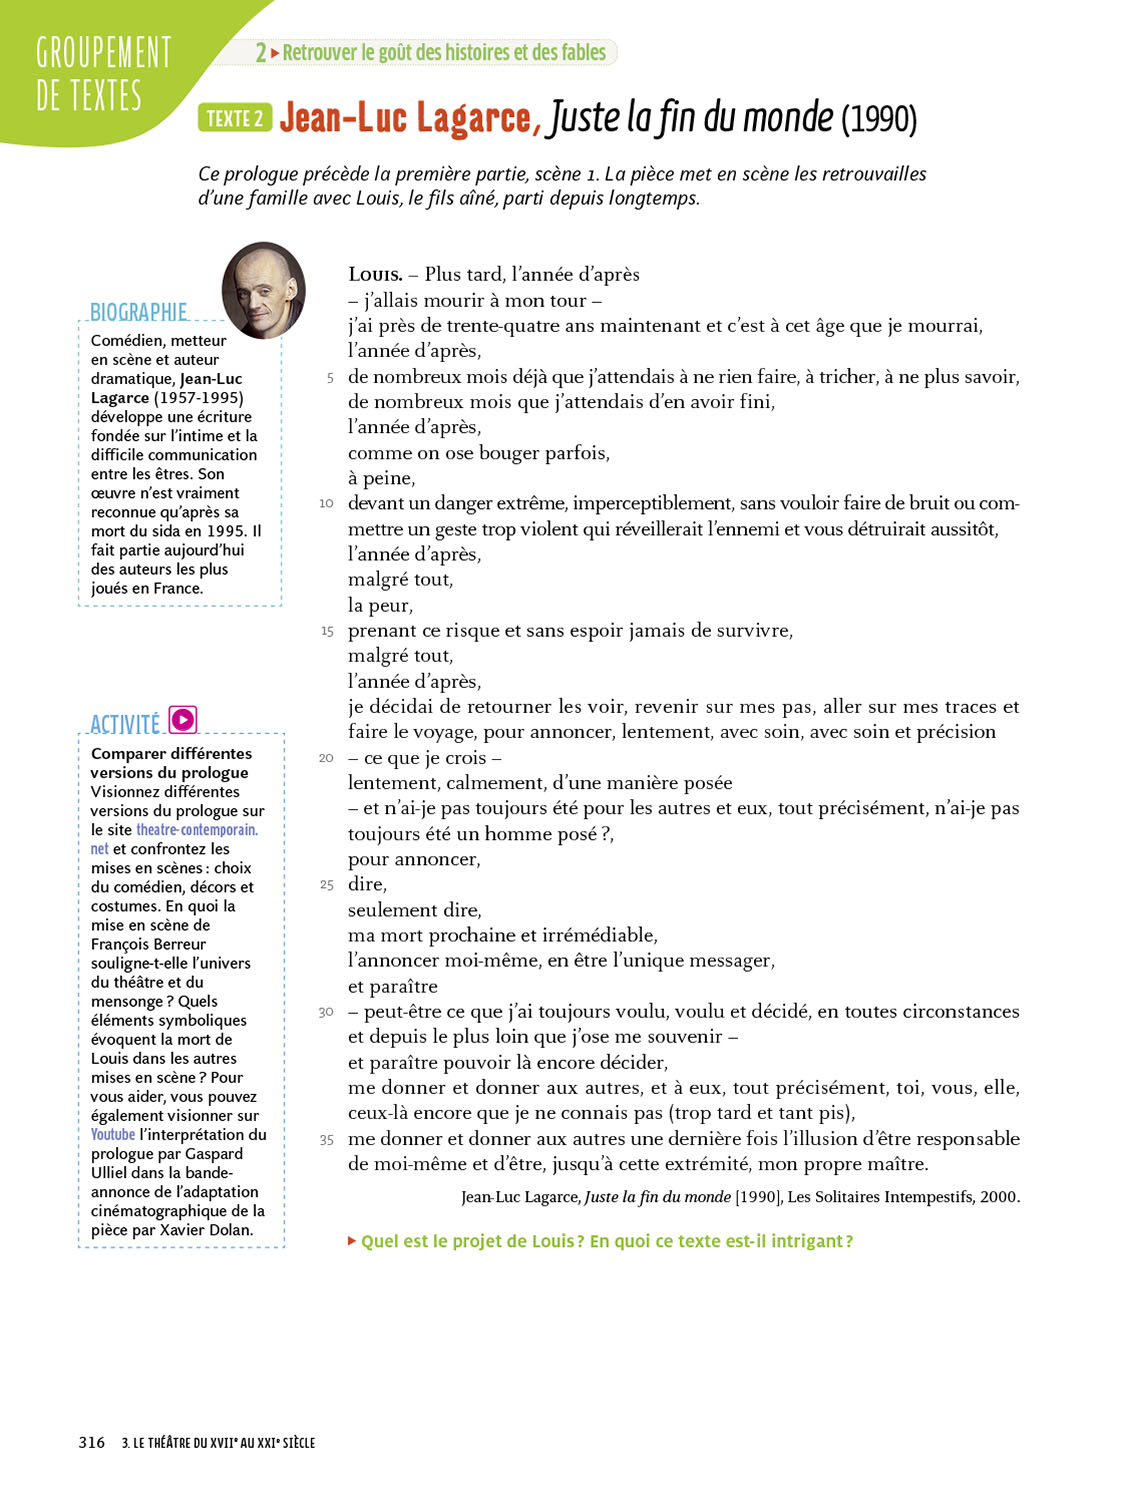 GROUPEMENT
DE TEXTES
2 ▸ Retrouver le goût des histoires et des fables
TEXTE 2 Jean-Luc Lagarce, Juste la fin du monde (1990)
Ce prologue précède la première partie, scène 1. La pièce met en scène les retrouvailles
d’une famille avec Louis, le fils aîné, parti depuis longtemps.
BIOGRAPHIE
Comédien, metteur
en scène et auteur
dramatique, Jean-Luc
Lagarce (1957-1995)
développe une écriture
fondée sur l’intime et la
difficile communication
entre les êtres. Son
œuvre n’est vraiment
reconnue qu’après sa
mort du sida en 1995. Il
fait partie aujourd’hui
des auteurs les plus
joués en France.
ACTIVITÉ
Comparer différentes
versions du prologue
Visionnez différentes
versions du prologue sur
le site theatre-contemporain.
net et confrontez les
mises en scènes : choix
du comédien, décors et
costumes. En quoi la
mise en scène de
François Berreur
souligne-t-elle l’univers
du théâtre et du
mensonge ? Quels
éléments symboliques
évoquent la mort de
Louis dans les autres
mises en scène ? Pour
vous aider, vous pouvez
également visionner sur
Youtube l’interprétation du
prologue par Gaspard
Ulliel dans la bande-
annonce de l’adaptation
cinématographique de la
pièce par Xavier Dolan.
LOUIS. – Plus tard, l’année d’après
– j’allais mourir à mon tour –
j’ai près de trente-quatre ans maintenant et c’est à cet âge que je mourrai,
l’année d’après,
5 de nombreux mois déjà que j’attendais à ne rien faire, à tricher, à ne plus savoir,
de nombreux mois que j’attendais d’en avoir fini,
l’année d’après,
comme on ose bouger parfois,
à peine,
10 devant un danger extrême, imperceptiblement, sans vouloir faire de bruit ou com-
mettre un geste trop violent qui réveillerait l’ennemi et vous détruirait aussitôt,
l’année d’après,
malgré tout,
la peur,
15 prenant ce risque et sans espoir jamais de survivre,
malgré tout,
l’année d’après,
je décidai de retourner les voir, revenir sur mes pas, aller sur mes traces et
faire le voyage, pour annoncer, lentement, avec soin, avec soin et précision
20 – ce que je crois –
lentement, calmement, d’une manière posée
– et n’ai-je pas toujours été pour les autres et eux, tout précisément, n’ai-je pas
toujours été un homme posé ?,
pour annoncer,
25 dire,
seulement dire,
ma mort prochaine et irrémédiable,
l’annoncer moi-même, en être l’unique messager,
et paraître
30 – peut-être ce que j’ai toujours voulu, voulu et décidé, en toutes circonstances
et depuis le plus loin que j’ose me souvenir –
et paraître pouvoir là encore décider,
me donner et donner aux autres, et à eux, tout précisément, toi, vous, elle,
ceux-là encore que je ne connais pas (trop tard et tant pis),
35 me donner et donner aux autres une dernière fois l’illusion d’être responsable
de moi-même et d’être, jusqu’à cette extrémité, mon propre maître.
Jean-Luc Lagarce, Juste la fin du monde [1990], Les Solitaires Intempestifs, 2000.
▸ Quel est le projet de Louis ? En quoi ce texte est-il intrigant ?
316 3. LE THÉÂTRE DU XVIIe AU XXIe SIÈCLE